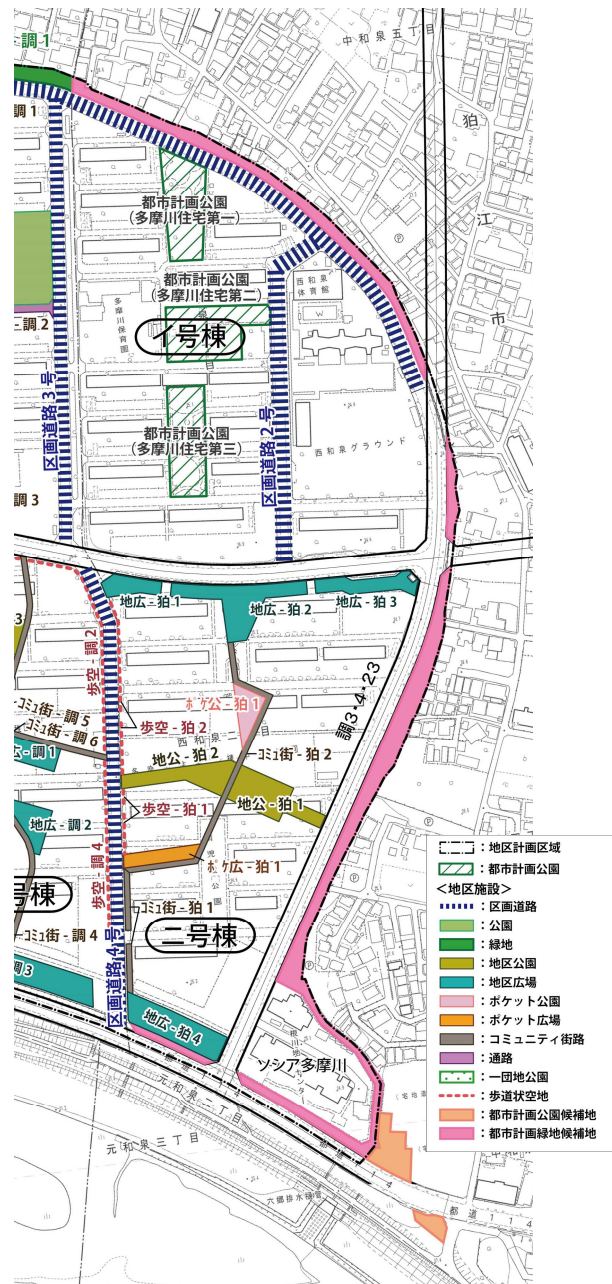 調1
中和泉五丁目
狛
江
市
調1
都市計画公園
(多摩川住宅第一)
都市計画公園
(多摩川住宅第二)
西和泉
体育館
W
多摩川保育園
イ号棟
調2
区画道路3号
都市計画公園
(多摩川住宅第三)
区画道路2号
西和泉グラウンド
調3
地広-狛1
地広-狛2
地広-狛3
歩空-調2
調3・4・23
ポケ公-狛1
コミュ街-調5
歩空-狛2
コミュ街-調6
西和泉二
コミュ街-狛2
広-調1
地公-狛2
地公-狛1
歩空-狛1
地広-調2
歩空-調4
ポケ広-狛1
児
公園
号棟
コミュ街-狛1
コミュ街-調4
二号棟
区画道路4号
調3
地広-狛4
ソシア多摩川
元和泉二丁目
元和泉三丁目
六郷排水樋管
都道114
:地区計画区域
:都市計画公園
<地区施設>
:区画道路
:公園
:緑地
:地区公園
:地区広場
:ポケット公園
:ポケット広場
:コミュニティ街路
:通路
:一団地公園
:歩道状空地
:都市計画公園候補地
:都市計画緑地候補地